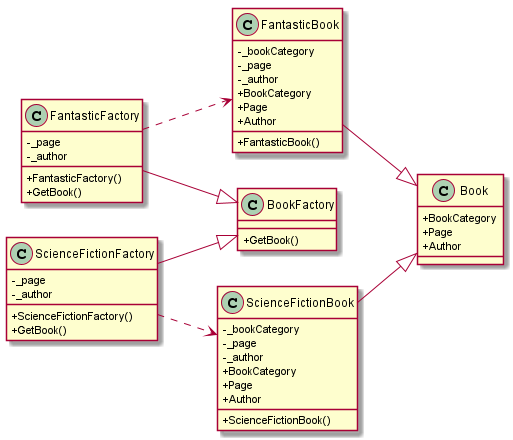 C FantasticBook
-_bookCategory
-_page
-_author
+BookCategory
+Page
+Author
+FantasticBook()
C FantasticFactory
-_page
-_author
+FantasticFactory()
+GetBook()
C BookFactory
+GetBook()
C Book
+BookCategory
+Page
+Author
C ScienceFictionFactory
-_page
-_author
+ScienceFictionFactory()
+GetBook()
C ScienceFictionBook
-_bookCategory
-_page
-_author
+BookCategory
+Page
+Author
+ScienceFictionBook()